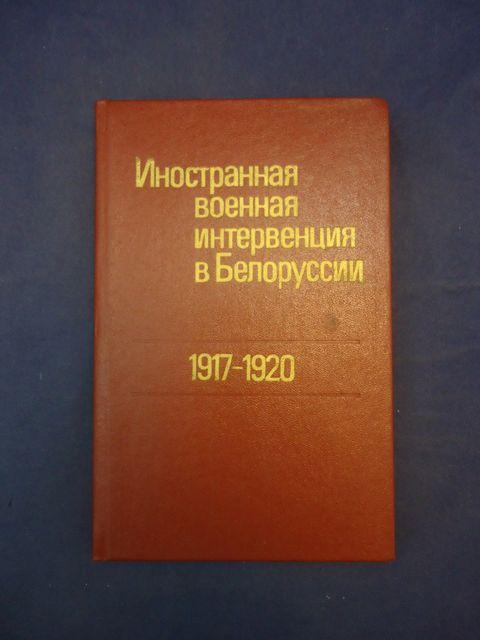 Иностранная
военная
интервенция
в Белоруссии
1917-1920